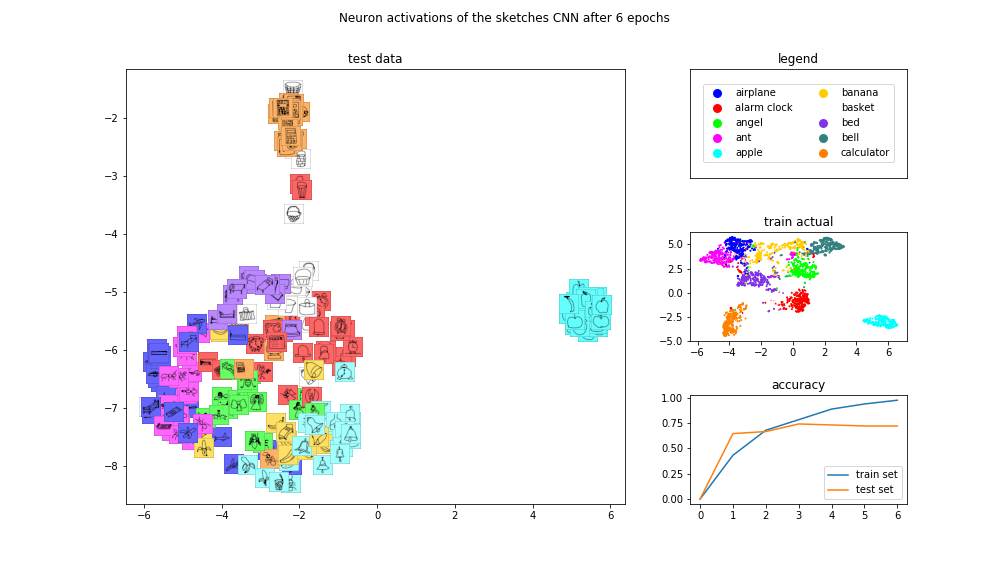 Neuron activations of the sketches CNN after 6 epochs
test data
−2
−3
−4
−5
−6
−7
−8
−6
−4
−2
0
2
4
6
legend
airplane
alarm clock
angel
ant
apple
banana
basket
bed
bell
calculator
train actual
5.0
2.5
0.0
−2.5
−5.0
−6
−4
−2
0
2
4
6
accuracy
1.00
0.75
0.50
0.25
0.00
train set
test set
0
1
2
3
4
5
6